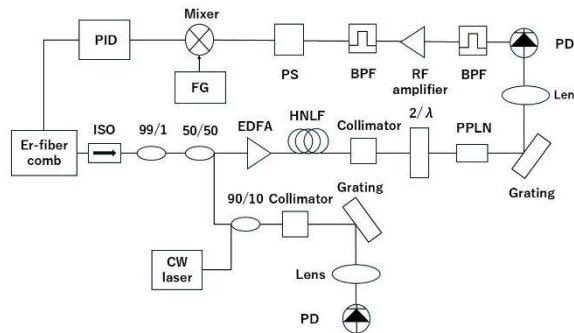 PID
Mixer
FG
PS
BPF
RF
amplifier
BPF
PD
Lens
Er-fiber
comb
ISO
99/1
50/50
EDFA
HNLF
Collimator
2/λ
PPLN
Grating
90/10
Collimator
Grating
CW
laser
Lens
PD